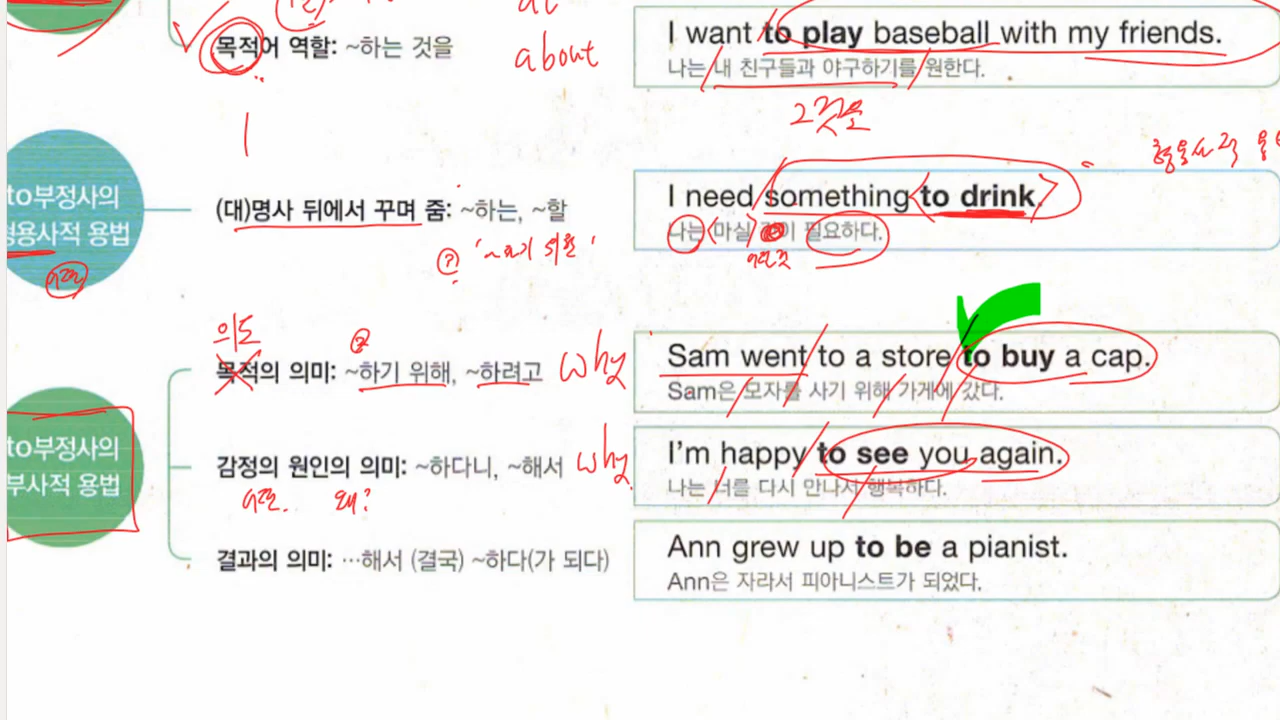 목적어 역할: ~하는 것을
about
I want to play baseball with my friends.
나는 내 친구들과 야구하기를 원한다.
그것을
to부정사의
형용사적 용법
(대)명사 뒤에서 꾸며 줌: ~하는, ~할
I need something to drink.
나는 마실 이 필요하다.
어떤
의도
목적의 의미: ~하기 위해, ~하려고
why
Sam went to a store to buy a cap.
Sam은 모자를 사기 위해 가게에 갔다.
to부정사의
부사적 용법
감정의 원인의 의미: ~하다니, ~해서
why
왜?
I'm happy to see you again.
나는 너를 다시 만나서 행복하다.
결과의 의미: …해서 (결국) ~하다(가 되다)
Ann grew up to be a pianist.
Ann은 자라서 피아니스트가 되었다.